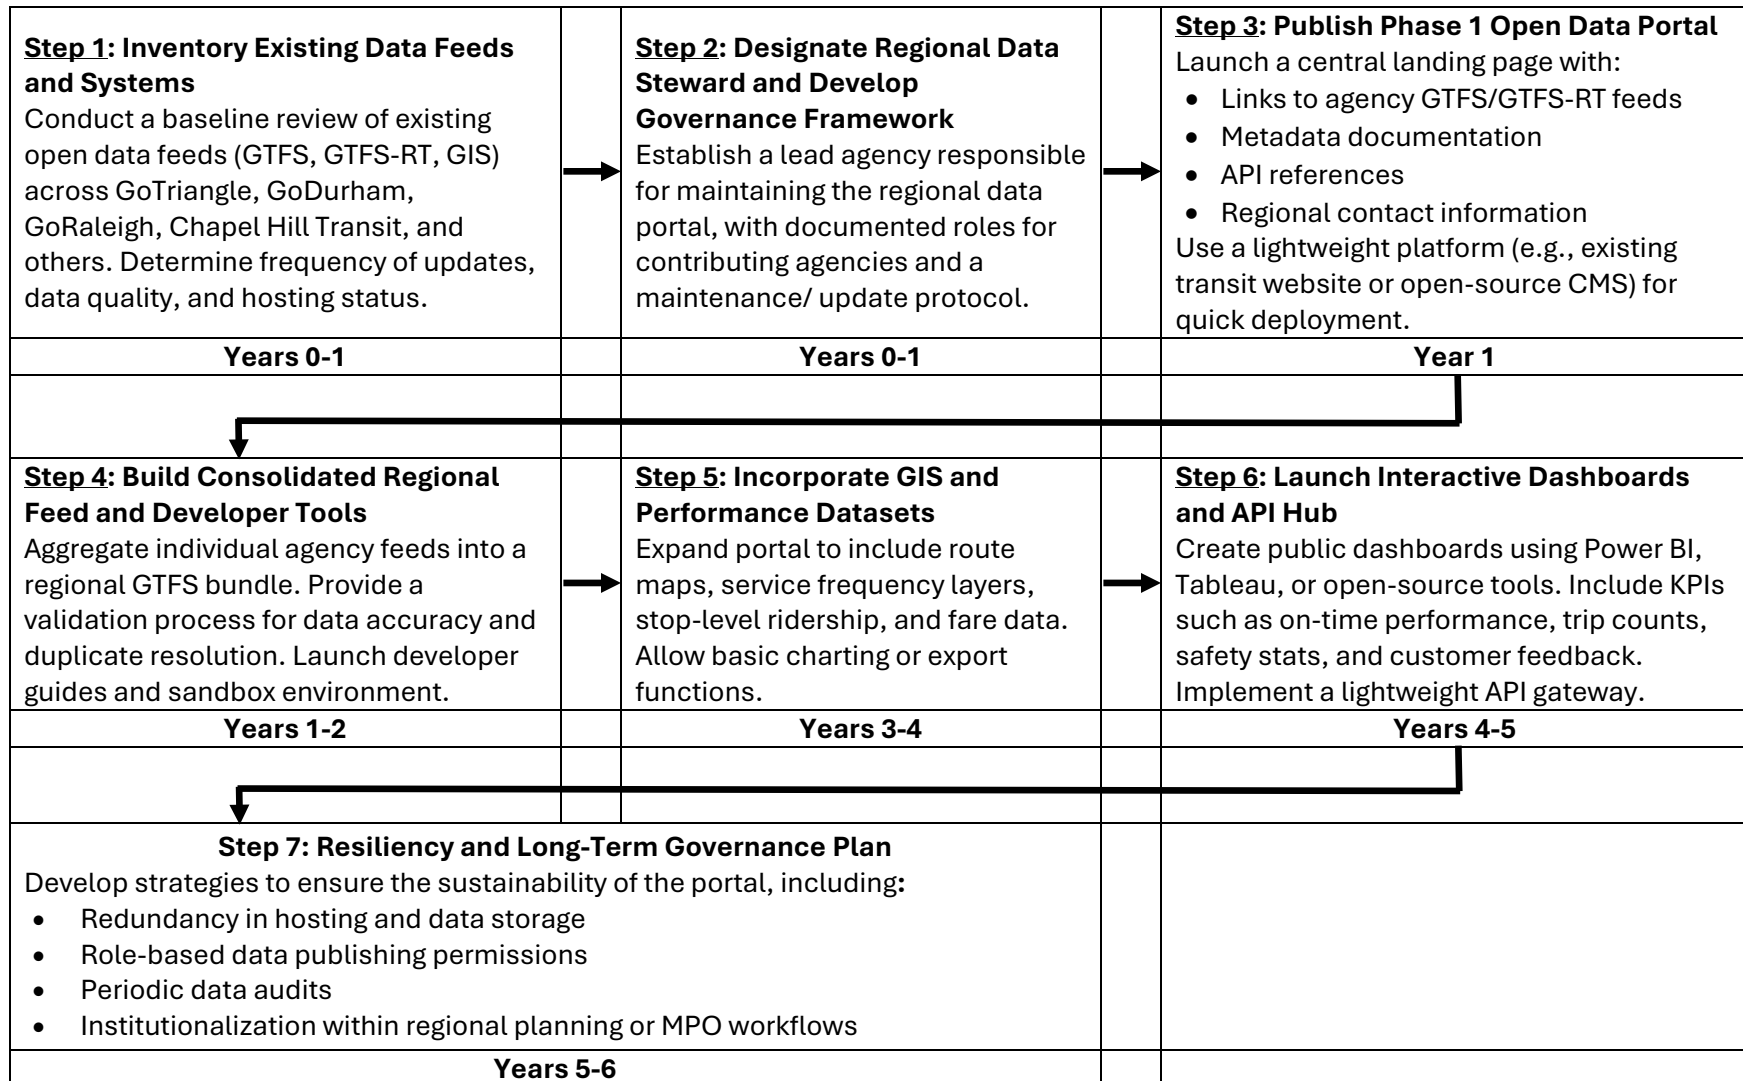 Step 1: Inventory Existing Data Feeds
and Systems
Conduct a baseline review of existing
open data feeds (GTFS, GTFS-RT, GIS)
across GoTriangle, GoDurham,
GoRaleigh, Chapel Hill Transit, and
others. Determine frequency of updates,
data quality, and hosting status.
Years 0-1
Step 2: Designate Regional Data
Steward and Develop
Governance Framework
Establish a lead agency responsible
for maintaining the regional data
portal, with documented roles for
contributing agencies and a
maintenance/ update protocol.
Years 0-1
Step 3: Publish Phase 1 Open Data Portal
Launch a central landing page with:
• Links to agency GTFS/GTFS-RT feeds
• Metadata documentation
• API references
• Regional contact information
Use a lightweight platform (e.g., existing
transit website or open-source CMS) for
quick deployment.
Year 1
Step 4: Build Consolidated Regional
Feed and Developer Tools
Aggregate individual agency feeds into a
regional GTFS bundle. Provide a
validation process for data accuracy and
duplicate resolution. Launch developer
guides and sandbox environment.
Years 1-2
Step 5: Incorporate GIS and
Performance Datasets
Expand portal to include route
maps, service frequency layers,
stop-level ridership, and fare data.
Allow basic charting or export
functions.
Years 3-4
Step 6: Launch Interactive Dashboards
and API Hub
Create public dashboards using Power BI,
Tableau, or open-source tools. Include KPIs
such as on-time performance, trip counts,
safety stats, and customer feedback.
Implement a lightweight API gateway.
Years 4-5
Step 7: Resiliency and Long-Term Governance Plan
Develop strategies to ensure the sustainability of the portal, including:
• Redundancy in hosting and data storage
• Role-based data publishing permissions
• Periodic data audits
• Institutionalization within regional planning or MPO workflows
Years 5-6